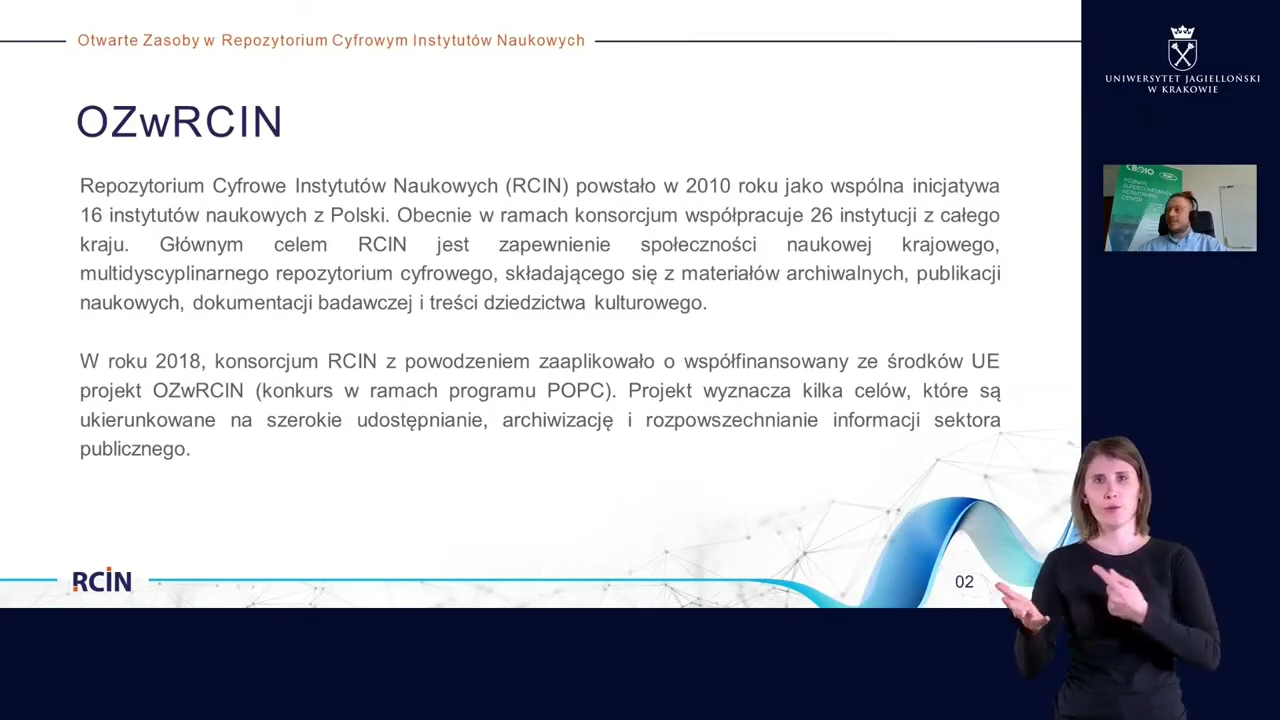 Otwarte Zasoby w Repozytorium Cyfrowym Instytutów Naukowych
OZwRCIN
Repozytorium Cyfrowe Instytutów Naukowych (RCIN) powstało w 2010 roku jako wspólna inicjatywa
16 instytutów naukowych z Polski. Obecnie w ramach konsorcjum współpracuje 26 instytucji z całego
kraju. Głównym celem RCIN jest zapewnienie społeczności naukowej krajowego,
multidyscyplinarnego repozytorium cyfrowego, składającego się z materiałów archiwalnych, publikacji
naukowych, dokumentacji badawczej i treści dziedzictwa kulturowego.
W roku 2018, konsorcjum RCIN z powodzeniem zaaplikowało o współfinansowany ze środków UE
projekt OZwRCIN (konkurs w ramach programu POPC). Projekt wyznacza kilka celów, które są
ukierunkowane na szerokie udostępnianie, archiwizację i rozpowszechnianie informacji sektora
publicznego.
RCIN
02
UNIWERSYTET JAGIELLOŃSKI
W KRAKOWIE
POZNAN
SUPERCOMPUTING
NETWORKING
CENTER